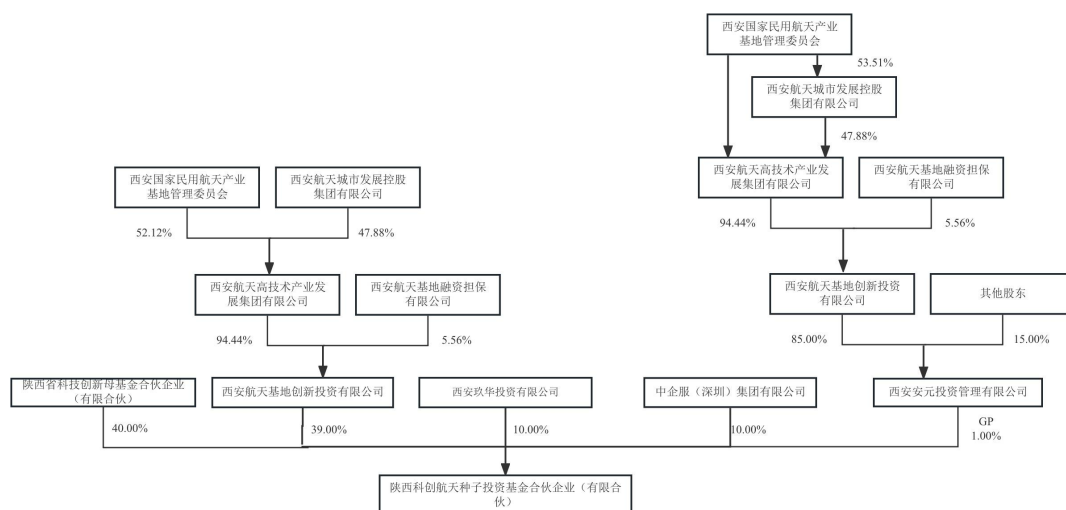 西安国家民用航天产业
基地管理委员会
53.51%
西安航天城市发展控股
集团有限公司
47.88%
西安国家民用航天产业
基地管理委员会
西安航天城市发展控股
集团有限公司
西安航天高技术产业发
展集团有限公司
西安航天基地融资担保
有限公司
52.12%
47.88%
94.44%
5.56%
西安航天高技术产业发
展集团有限公司
西安航天基地融资担保
有限公司
西安航天基地创新投资
有限公司
其他股东
94.44%
5.56%
85.00%
15.00%
陕西省科技创新母基金合伙企业
（有限合伙）
西安航天基地创新投资有限公司
西安玖华投资有限公司
中企服（深圳）集团有限公司
西安安元投资管理有限公司
40.00%
39.00%
10.00%
10.00%
GP
1.00%
陕西科创航天种子投资基金合伙企业（有限合
伙）